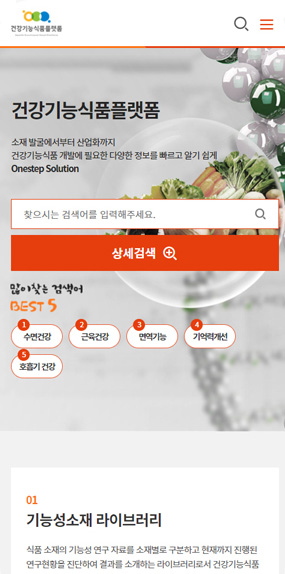 건강기능식품플랫폼
건강기능식품플랫폼
소재 발굴에서부터 산업화까지
건강기능식품 개발에 필요한 다양한 정보를 빠르고 알기 쉽게
Onestep Solution
찾으시는 검색어를 입력해주세요.
상세검색
많이찾는 검색어
BEST 5
1 수면건강
2 근육건강
3 면역기능
4 기억력개선
5 호흡기 건강
01
기능성소재 라이브러리
식품 소재의 기능성 연구 자료를 소재별로 구분하고 현재까지 진행된
연구현황을 진단하여 결과를 소개하는 라이브러리로서 건강기능식품